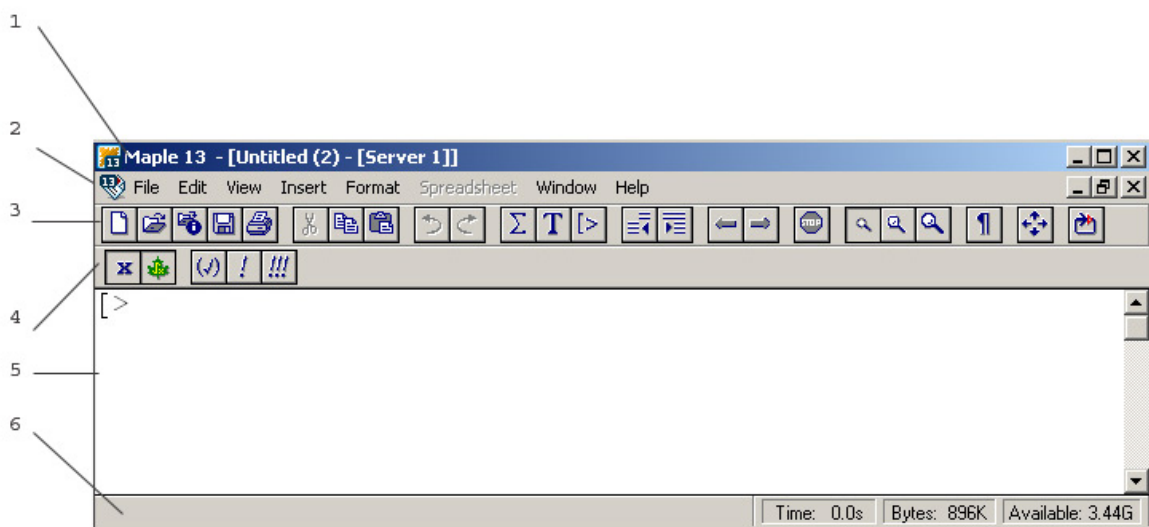 1
2
3
4
5
6
Maple 13 - [Untitled (2) - [Server 1]]
File Edit View Insert Format Spreadsheet Window Help
Σ T [>
STOP
¶
x (√) ! !!!
[>
Time: 0.0s Bytes: 896K Available: 3.44G